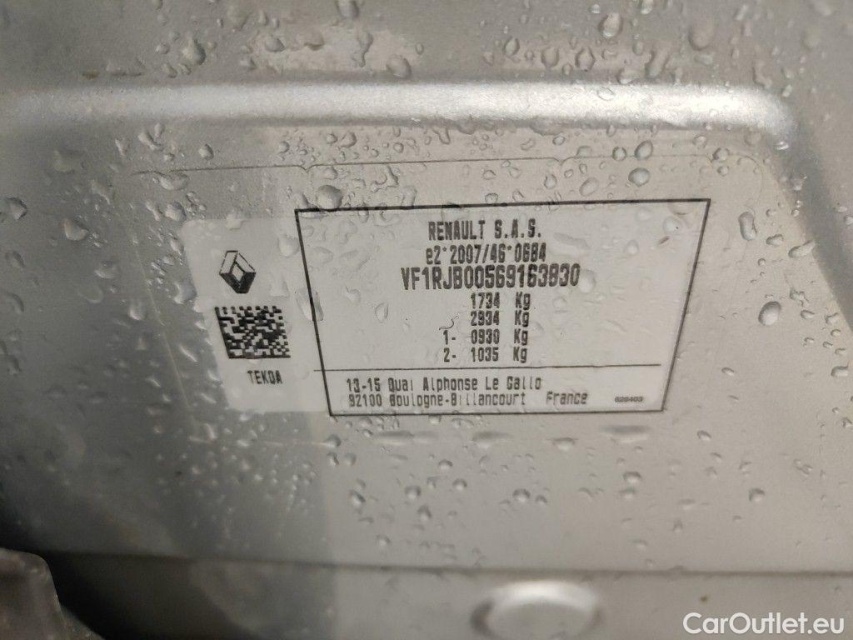 RENAULT S.A.S.
e2*2007/46*0684
VF1RJB00569163830
1734 Kg
2934 Kg
1- 0930 Kg
2- 1035 Kg
TEKDA
13-15 Quai Alphonse Le Gallo
92100 Boulogne-Billancourt France
CarOutlet.eu